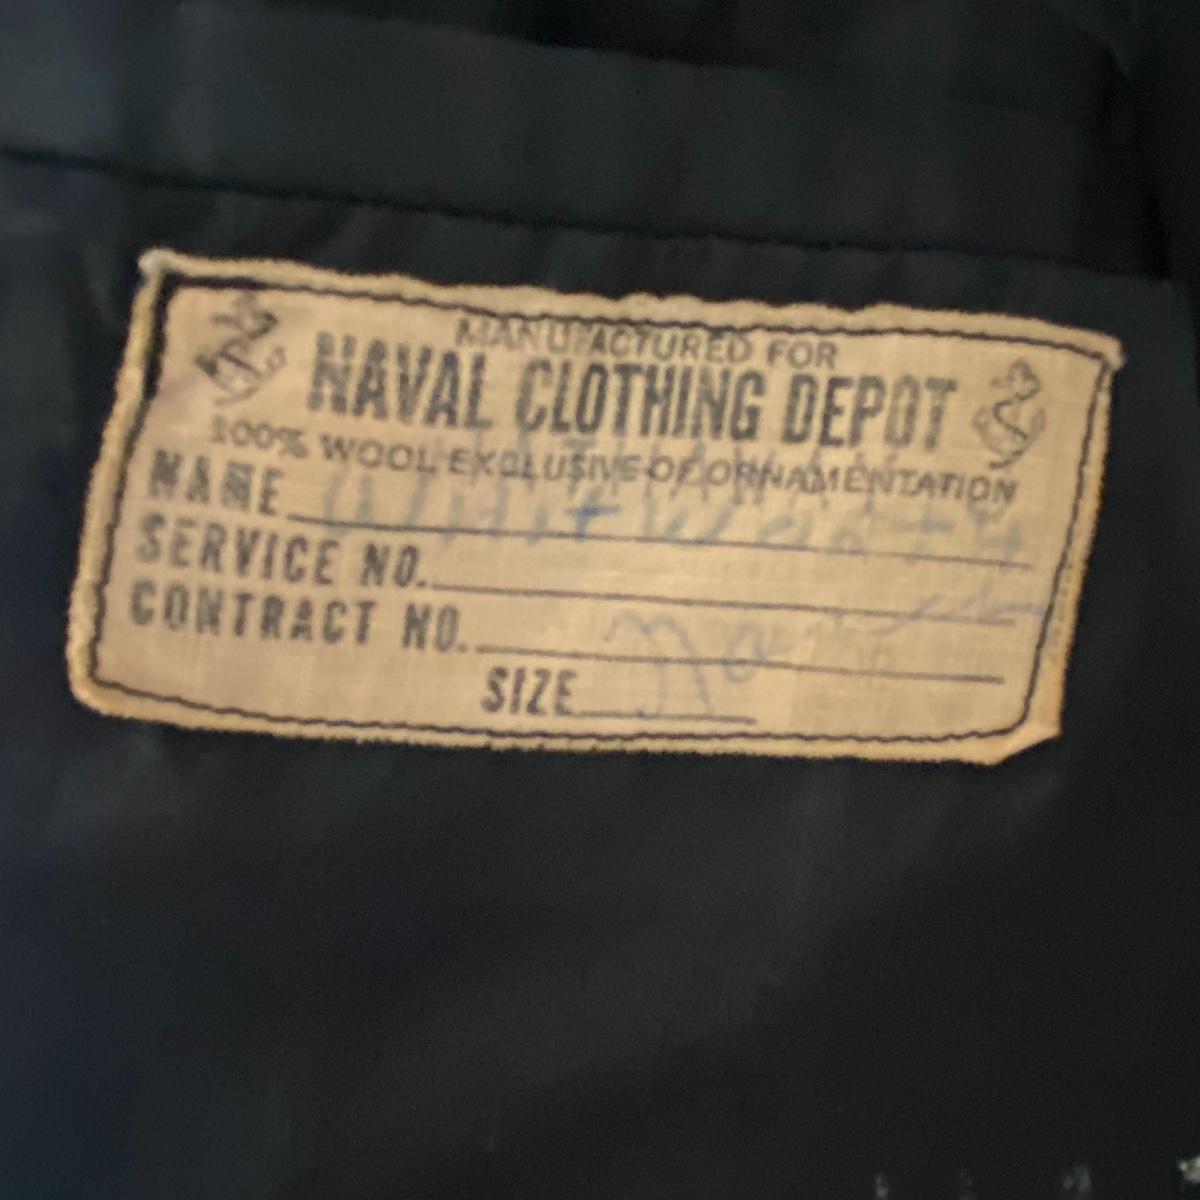 MANUFACTURED FOR
NAVAL CLOTHING DEPOT
100% WOOL EXCLUSIVE OF ORNAMENTATION
NAME
SERVICE NO.
CONTRACT NO.
SIZE